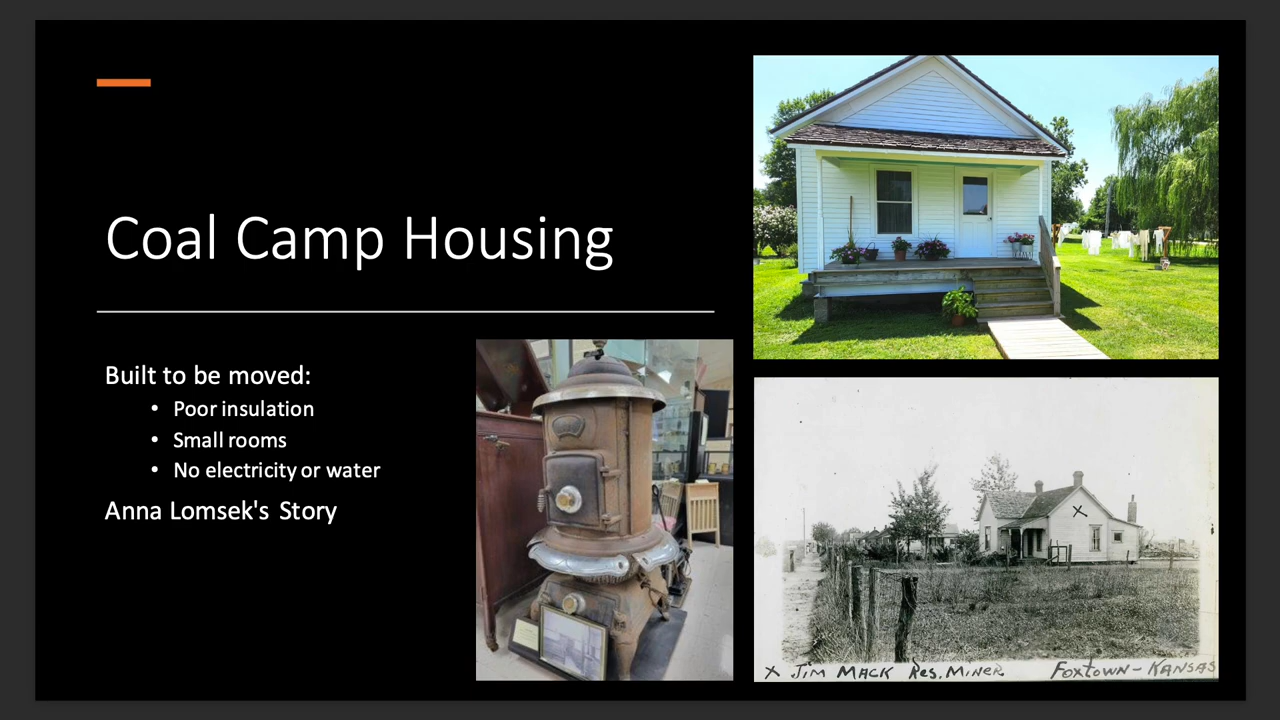 Coal Camp Housing
Built to be moved:
• Poor insulation
• Small rooms
• No electricity or water
Anna Lomsek's Story
X
X Jim Mack Res. Miner Foxtown - Kansas